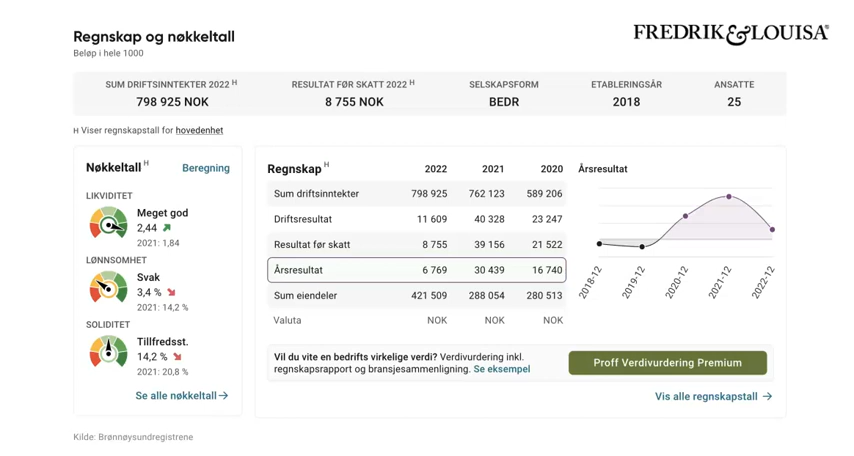 Regnskap og nøkkeltall
Beløp i hele 1000
FREDRIK&LOUISA®
SUM DRIFTSINNTEKTER 2022 H
798 925 NOK
RESULTAT FØR SKATT 2022 H
8 755 NOK
SELSKAPSFORM
BEDR
ETABLERINGSÅR
2018
ANSATTE
25
H Viser regnskapstall for hovedenhet
Nøkkeltall H Beregning
LIKVIDITET
Meget god
2,44
2021: 1,84
LØNNSOMHET
Svak
3,4 %
2021: 14,2 %
SOLIDITET
Tillfredsst.
14,2 %
2021: 20,8 %
Se alle nøkkeltall →
Regnskap H 2022 2021 2020
Sum driftsinntekter 798 925 762 123 589 206
Driftsresultat 11 609 40 328 23 247
Resultat før skatt 8 755 39 156 21 522
Årsresultat 6 769 30 439 16 740
Sum eiendeler 421 509 288 054 280 513
Valuta NOK NOK NOK
Årsresultat
2018-12 2019-12 2020-12 2021-12 2022-12
Vil du vite en bedrifts virkelige verdi? Verdivurdering inkl.
regnskapsrapport og bransjesammenligning. Se eksempel
Proff Verdivurdering Premium
Vis alle regnskapstall →
Kilde: Brønnøysundregistrene